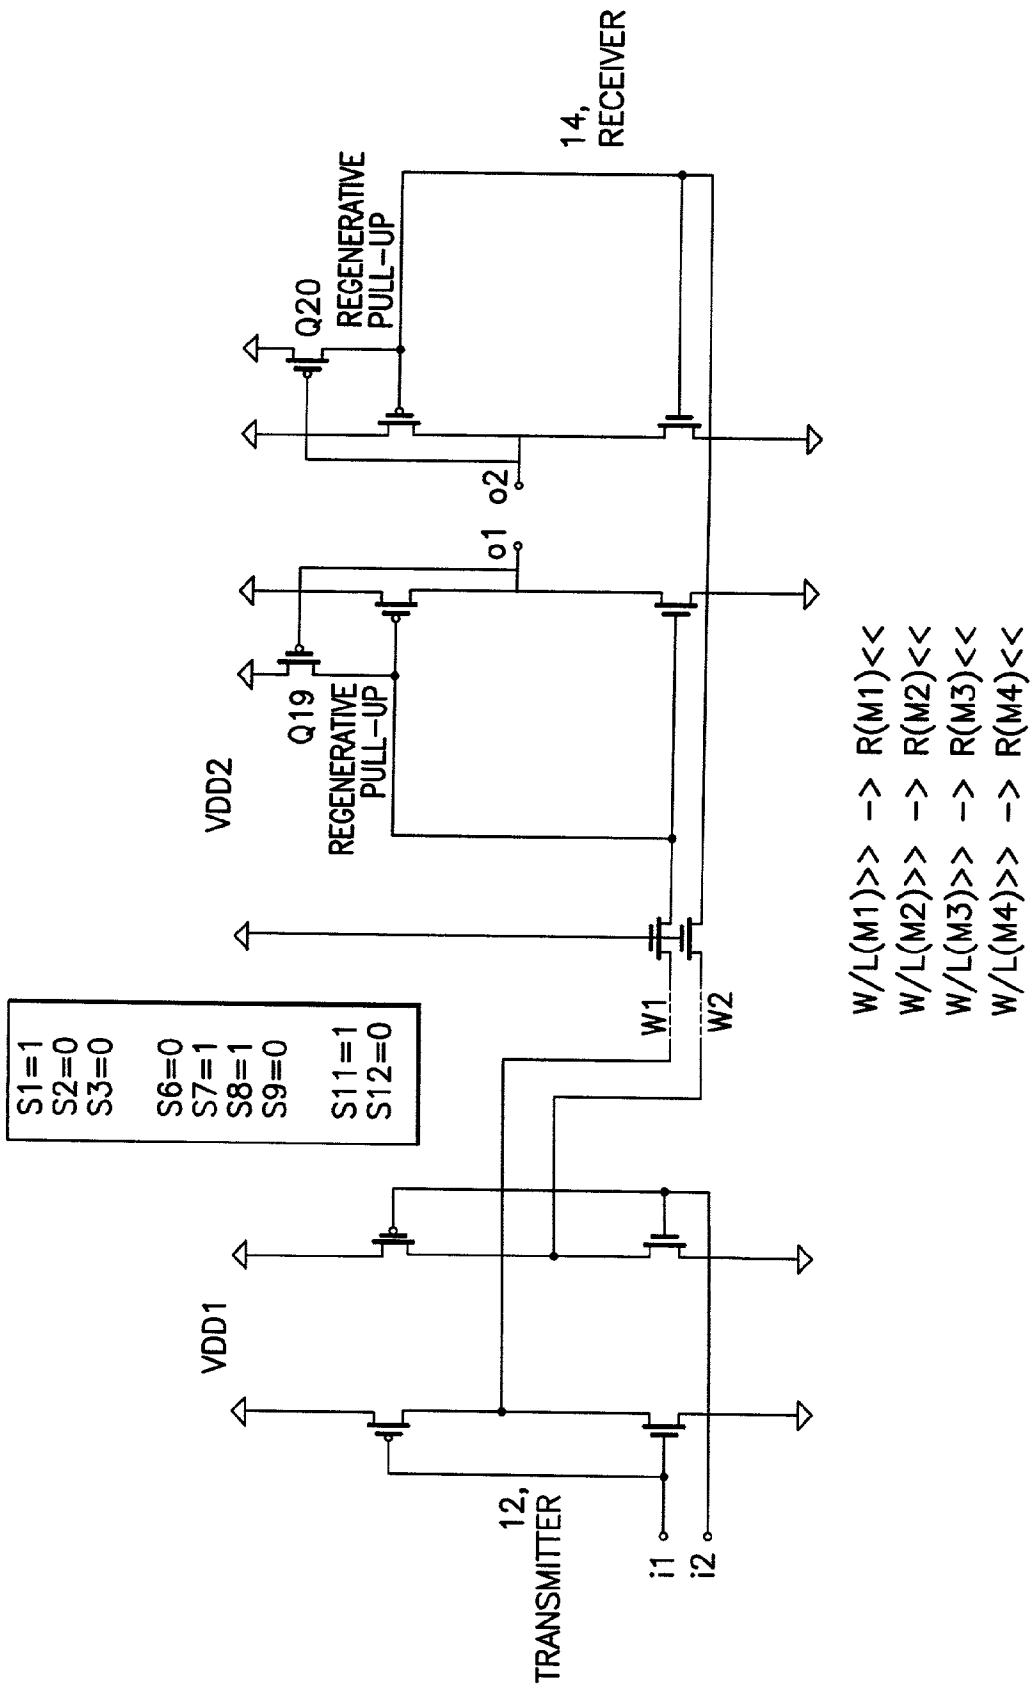 S1=1
S2=0
S3=0
S6=0
S7=1
S8=1
S9=0
S11=1
S12=0
VDD1
VDD2
12,
TRANSMITTER
i1
i2
W1
W2
Q19
REGENERATIVE
PULL-UP
o1
o2
Q20
REGENERATIVE
PULL-UP
14,
RECEIVER
W/L(M1)>> -> R(M1)<<
W/L(M2)>> -> R(M2)<<
W/L(M3)>> -> R(M3)<<
W/L(M4)>> -> R(M4)<<